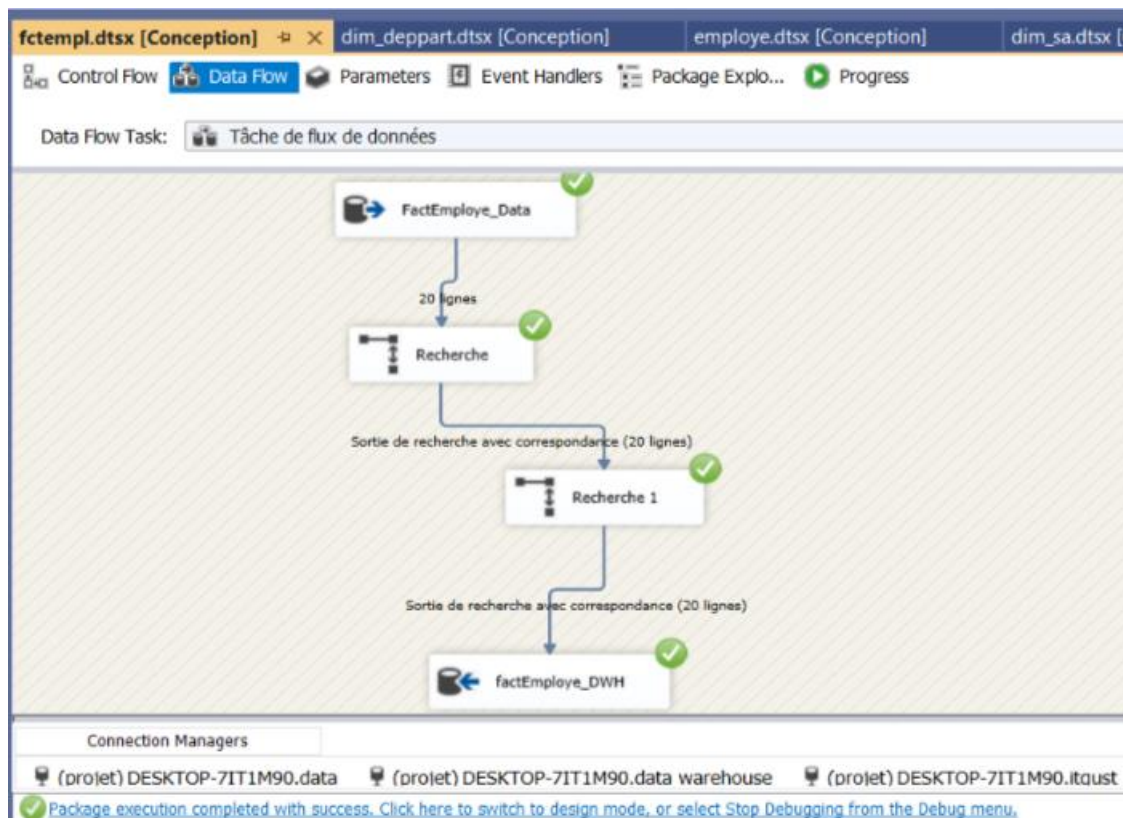 fctempl.dtsx [Conception] dim_deppart.dtsx [Conception] employe.dtsx [Conception] dim_sa.dtsx [
Control Flow Data Flow Parameters Event Handlers Package Explo... Progress
Data Flow Task: Tâche de flux de données
FactEmploye_Data
20 lignes
Recherche
Sortie de recherche avec correspondance (20 lignes)
Recherche 1
Sortie de recherche avec correspondance (20 lignes)
factEmploye_DWH
Connection Managers
(projet) DESKTOP-7IT1M90.data (projet) DESKTOP-7IT1M90.data warehouse (projet) DESKTOP-7IT1M90.itgust
Package execution completed with success. Click here to switch to design mode, or select Stop Debugging from the Debug menu.